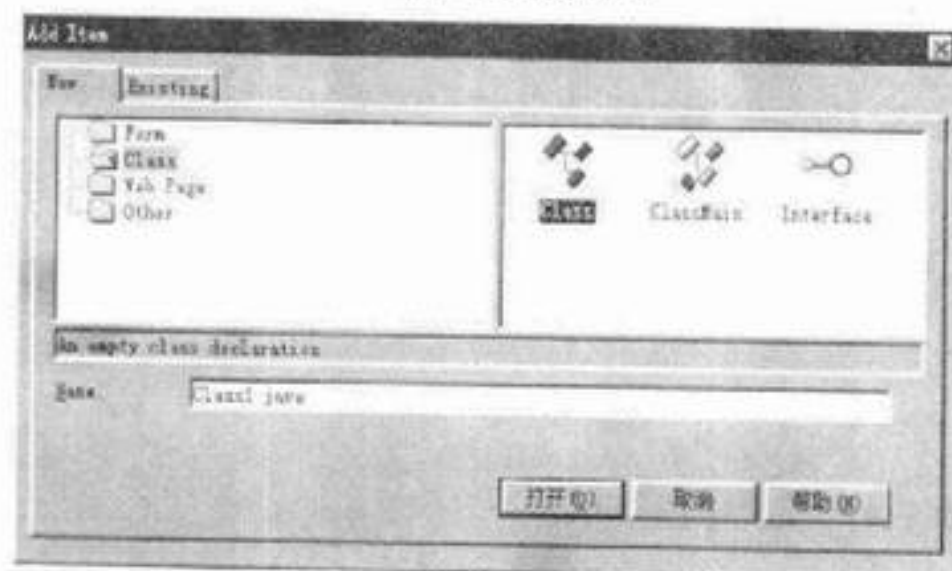 Add Item
New
Existing
Form
Class
Web Page
Other
Class
ClassMain
Interface
An empty class declaration
Name
Class1.java
打开(O)
取消
帮助(H)